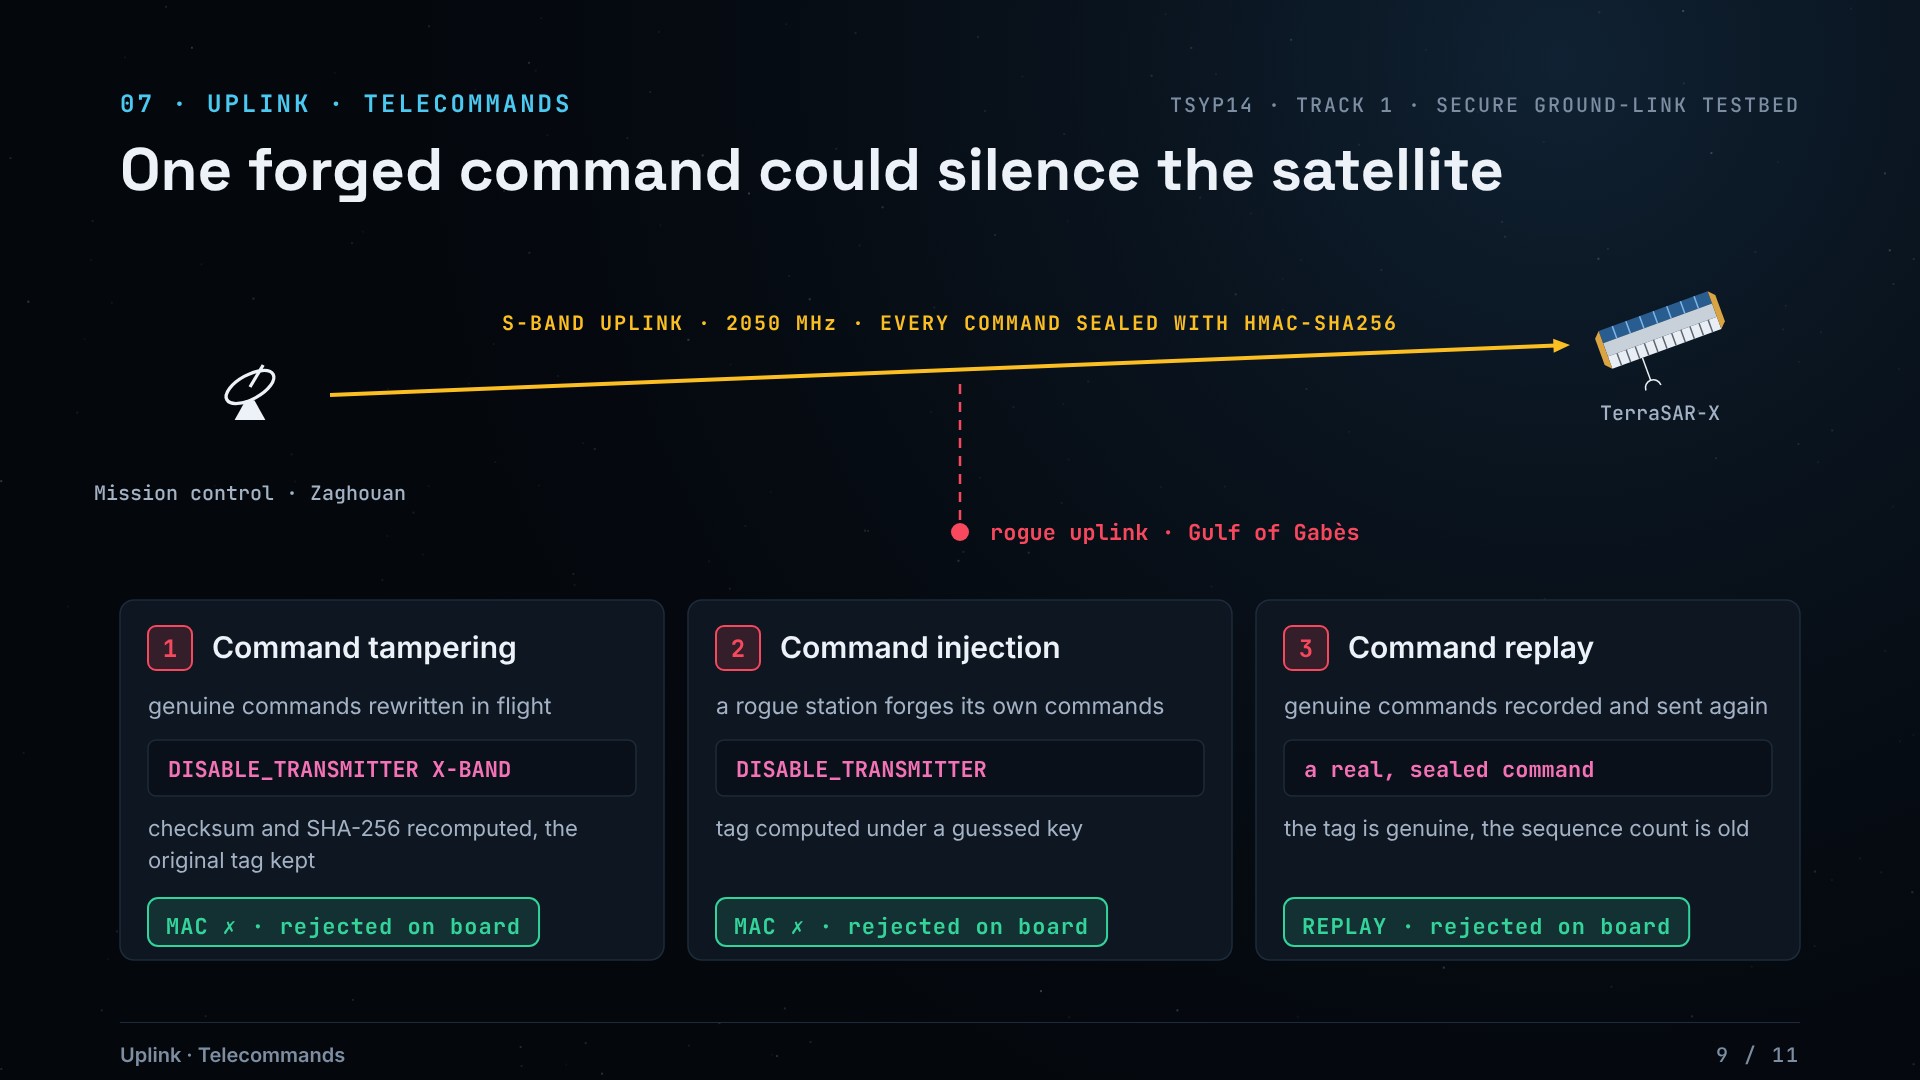 07 · UPLINK · TELECOMMANDS
TSYP14 · TRACK 1 · SECURE GROUND-LINK TESTBED
One forged command could silence the satellite
S-BAND UPLINK · 2050 MHz · EVERY COMMAND SEALED WITH HMAC-SHA256
TerraSAR-X
Mission control · Zaghouan
rogue uplink · Gulf of Gabès
1 Command tampering
genuine commands rewritten in flight
DISABLE_TRANSMITTER X-BAND
checksum and SHA-256 recomputed, the
original tag kept
MAC ✗ · rejected on board
2 Command injection
a rogue station forges its own commands
DISABLE_TRANSMITTER
tag computed under a guessed key
MAC ✗ · rejected on board
3 Command replay
genuine commands recorded and sent again
a real, sealed command
the tag is genuine, the sequence count is old
REPLAY · rejected on board
Uplink · Telecommands
9 / 11